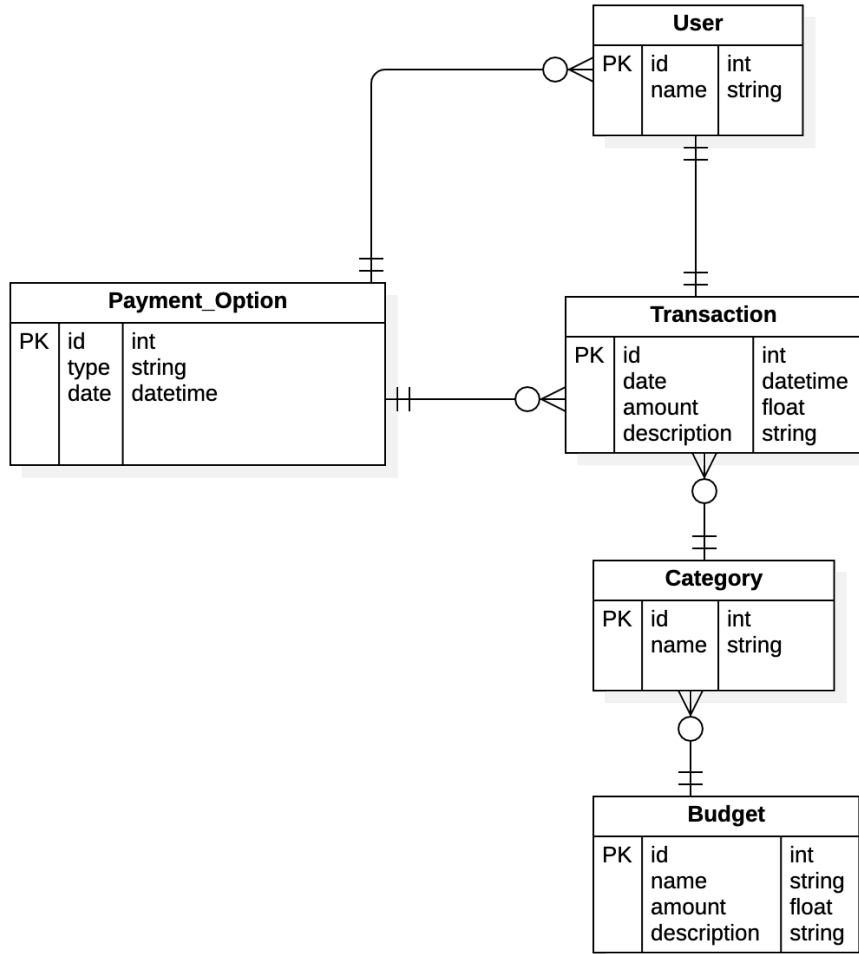 User
PK id int
name string
Payment_Option
PK id int
type string
date datetime
Transaction
PK id int
date datetime
amount float
description string
Category
PK id int
name string
Budget
PK id int
name string
amount float
description string